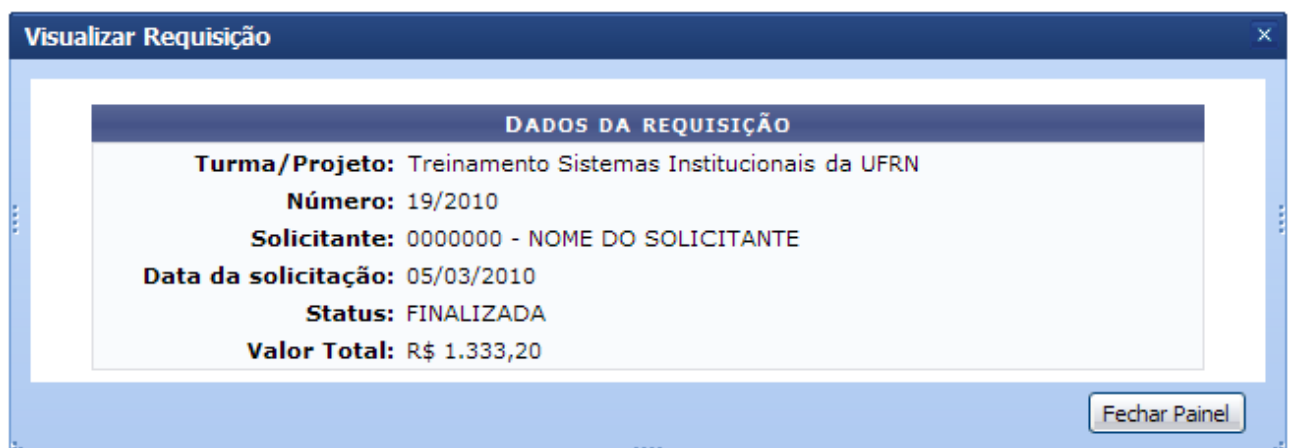 Visualizar Requisição
DADOS DA REQUISIÇÃO
Turma/Projeto: Treinamento Sistemas Institucionais da UFRN
Número: 19/2010
Solicitante: 0000000 - NOME DO SOLICITANTE
Data da solicitação: 05/03/2010
Status: FINALIZADA
Valor Total: R$ 1.333,20
Fechar Painel